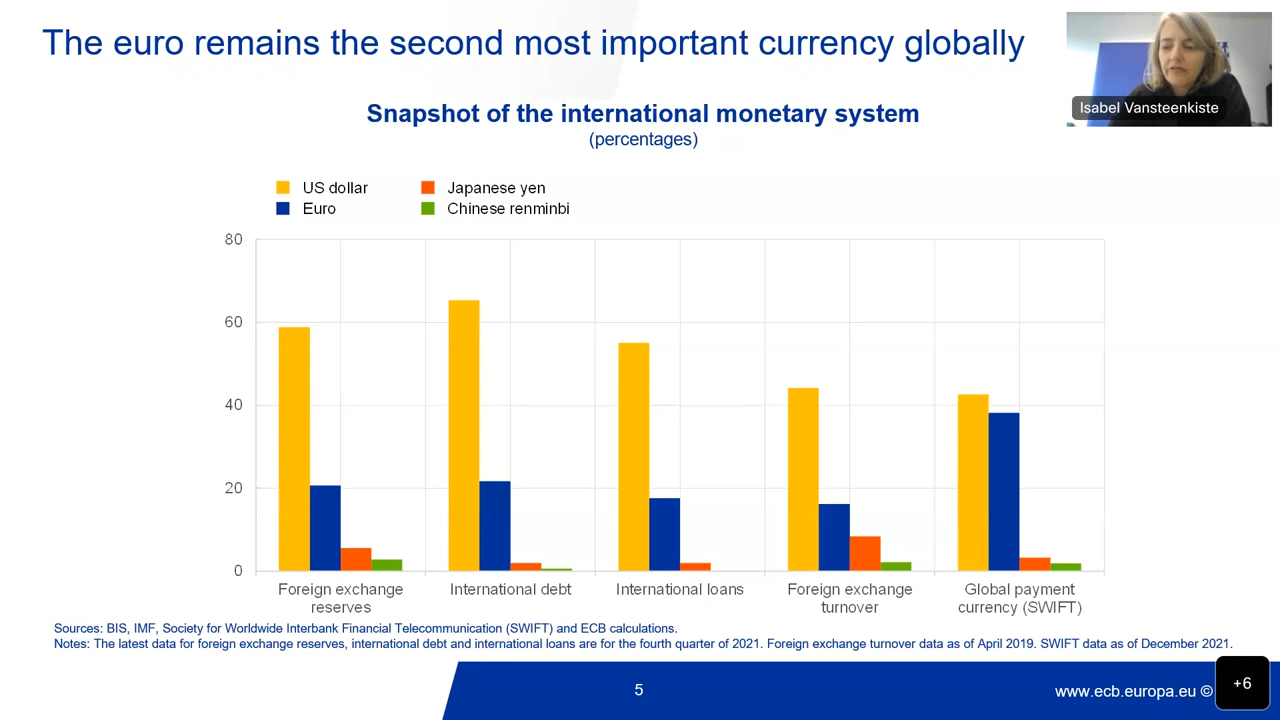 The euro remains the second most important currency globally
Isabel Vansteenkiste
Snapshot of the international monetary system
(percentages)
US dollar
Japanese yen
Euro
Chinese renminbi
80
60
40
20
0
Foreign exchange
reserves
International debt
International loans
Foreign exchange
turnover
Global payment
currency (SWIFT)
Sources: BIS, IMF, Society for Worldwide Interbank Financial Telecommunication (SWIFT) and ECB calculations.
Notes: The latest data for foreign exchange reserves, international debt and international loans are for the fourth quarter of 2021. Foreign exchange turnover data as of April 2019. SWIFT data as of December 2021.
5
www.ecb.europa.eu ©
+6